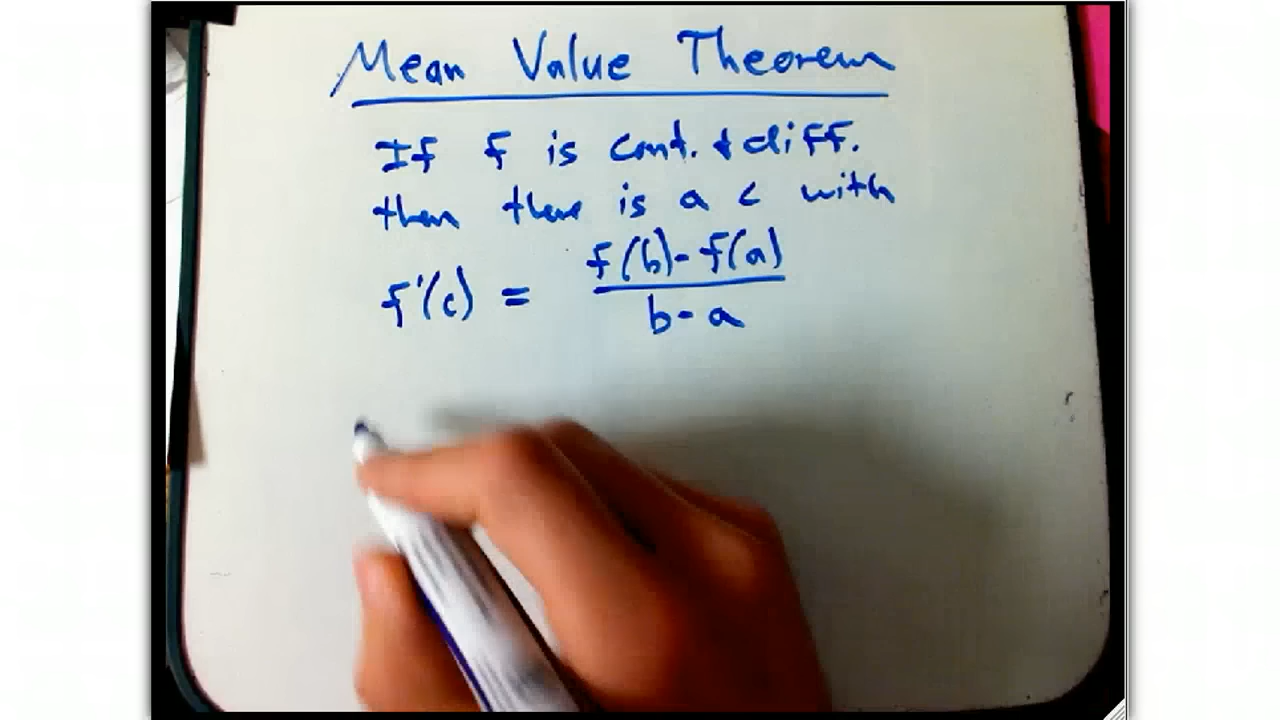 Mean Value Theorem
If f is cont. & diff.
then there is a c with
f'(c) = f(b)-f(a) / b-a